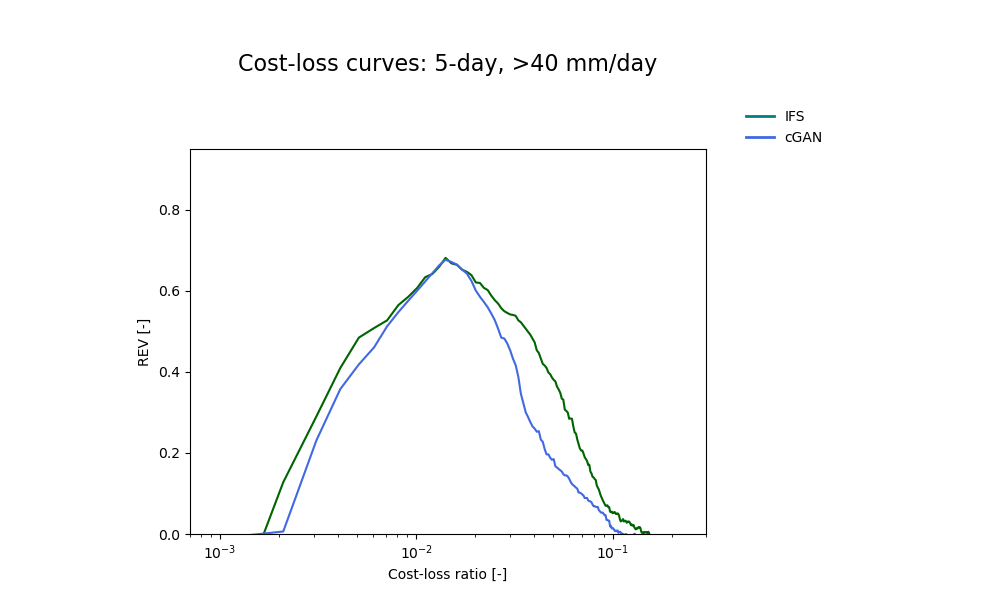 Cost-loss curves: 5-day, >40 mm/day
IFS
cGAN
0.8
0.6
0.4
0.2
0.0
REV [-]
10⁻³
10⁻²
10⁻¹
Cost-loss ratio [-]